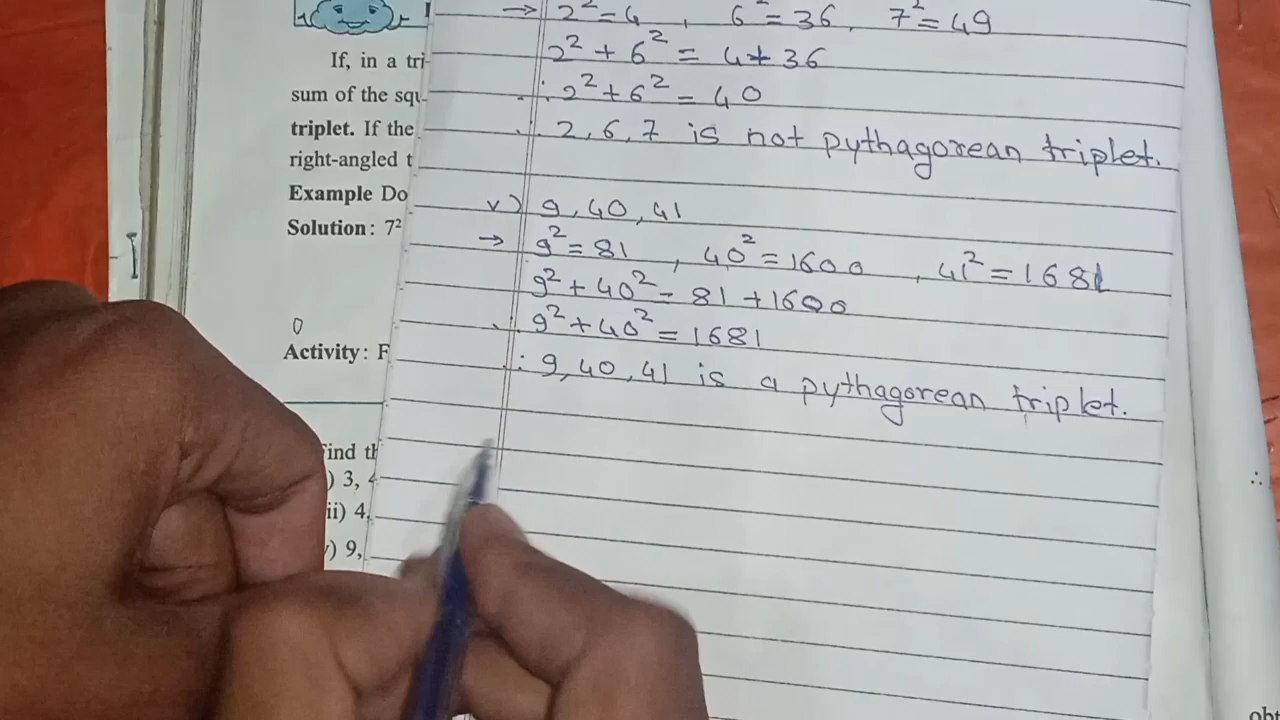 → 2²=4 , 6²=36, 7²=49
2²+6² = 4+36
∴ 2²+6² = 40
∴ 2,6,7 is not pythagorean triplet.
v) 9,40,41
→ 9²=81 , 40²=1600 , 41²=1681
9²+40² = 81+1600
∴ 9²+40²=1681
∴ 9,40,41 is a pythagorean triplet.
If, in a tri
sum of the squ
triplet. If the
right-angled t
Example Do
Solution: 7²
Activity: F
ind th
) 3, 4
ii) 4,
) 9,
∴